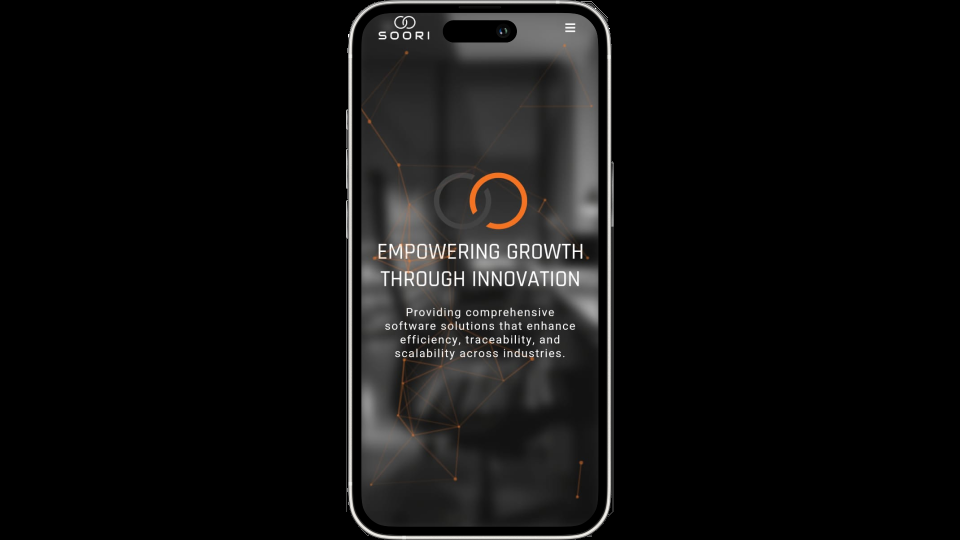 SOORI
EMPOWERING GROWTH
THROUGH INNOVATION
Providing comprehensive
software solutions that enhance
efficiency, traceability, and
scalability across industries.